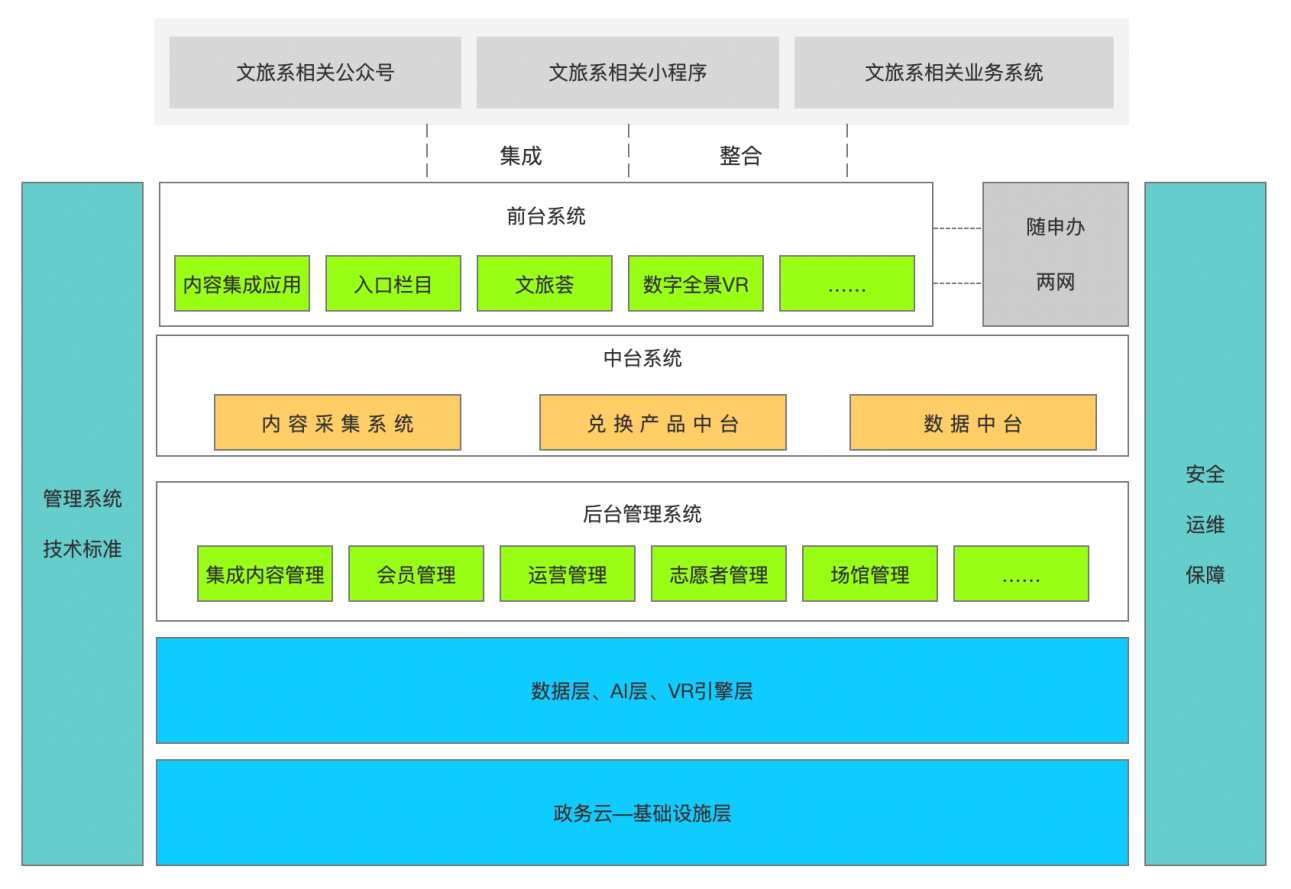 文旅系相关公众号
文旅系相关小程序
文旅系相关业务系统
集成
整合
前台系统
内容集成应用
入口栏目
文旅荟
数字全景VR
……
随申办
两网
中台系统
内容采集系统
兑换产品中台
数据中台
后台管理系统
集成内容管理
会员管理
运营管理
志愿者管理
场馆管理
……
数据层、AI层、VR引擎层
政务云—基础设施层
管理系统
技术标准
安全
运维
保障